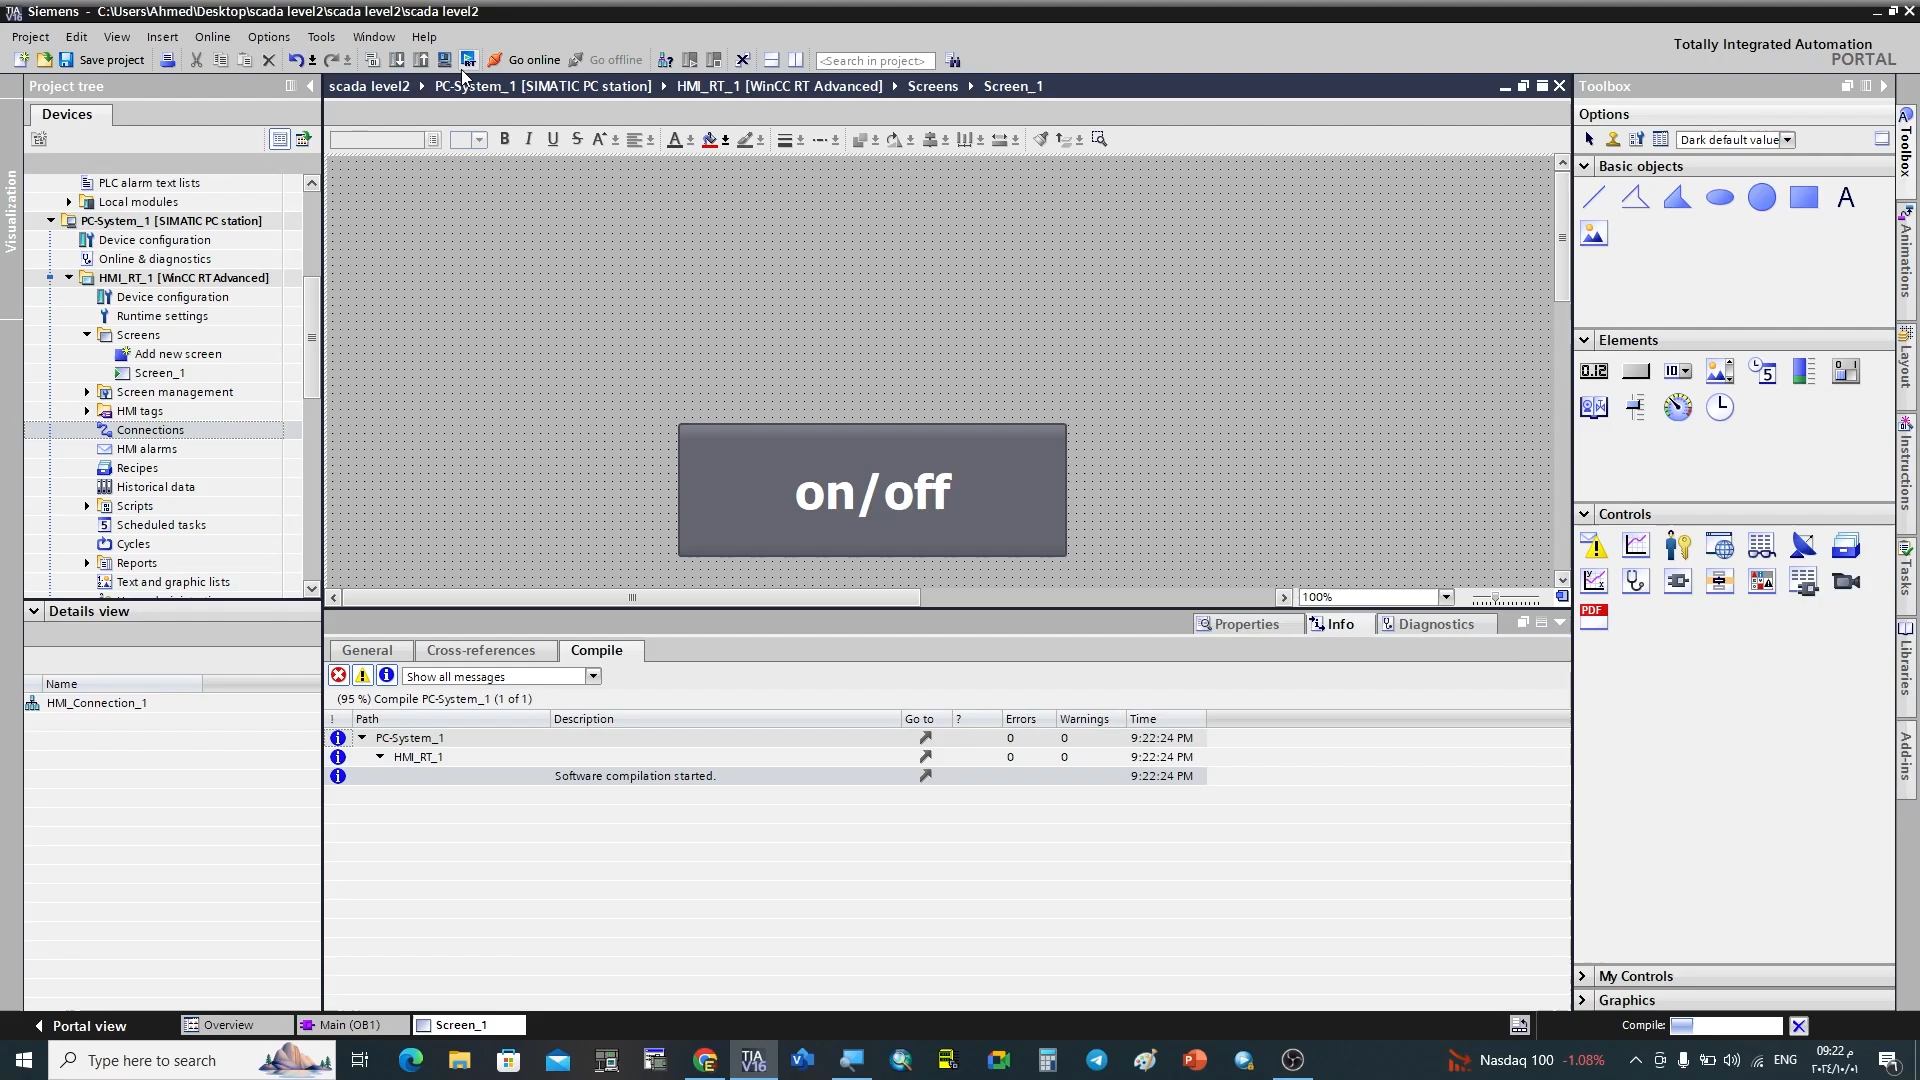 Siemens - C:\Users\Ahmed\Desktop\scada level2\scada level2\scada level2
Project Edit View Insert Online Options Tools Window Help
Totally Integrated Automation
PORTAL
Save project
Go online
Go offline
<Search in project>
Project tree
scada level2 PC-System_1 [SIMATIC PC station] HMI_RT_1 [WinCC RT Advanced] Screens Screen_1
Toolbox
Devices
Options
Dark default value
Basic objects
Visualization
PLC alarm text lists
Local modules
PC-System_1 [SIMATIC PC station]
Device configuration
Online & diagnostics
HMI_RT_1 [WinCC RT Advanced]
Device configuration
Runtime settings
Screens
Add new screen
Screen_1
Screen management
HMI tags
Connections
HMI alarms
Recipes
Historical data
Scripts
Scheduled tasks
Cycles
Reports
Text and graphic lists
on/off
100%
Elements
Controls
PDF
My Controls
Graphics
Toolbox
Animations
Layout
Instructions
Tasks
Libraries
Add-ins
Details view
Name
HMI_Connection_1
Properties Info Diagnostics
General Cross-references Compile
Show all messages
(95 %) Compile PC-System_1 (1 of 1)
! Path Description Go to ? Errors Warnings Time
PC-System_1 0 0 9:22:24 PM
HMI_RT_1 0 0 9:22:24 PM
Software compilation started. 9:22:24 PM
Portal view
Overview
Main (OB1)
Screen_1
Compile:
Type here to search
TIA V16
Nasdaq 100 -1.08%
ENG
09:22 م
٢٠٢٤/١٠/٠١